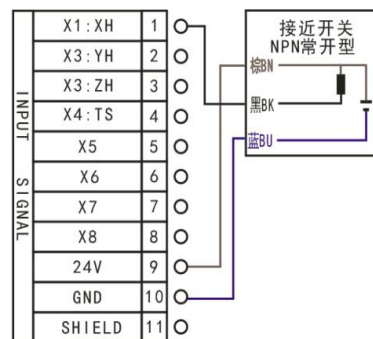 INPUT SIGNAL
X1:XH 1
X3:YH 2
X3:ZH 3
X4:TS 4
X5 5
X6 6
X7 7
X8 8
24V 9
GND 10
SHIELD 11
接近开关
NPN常开型
棕BN
黑BK
蓝BU